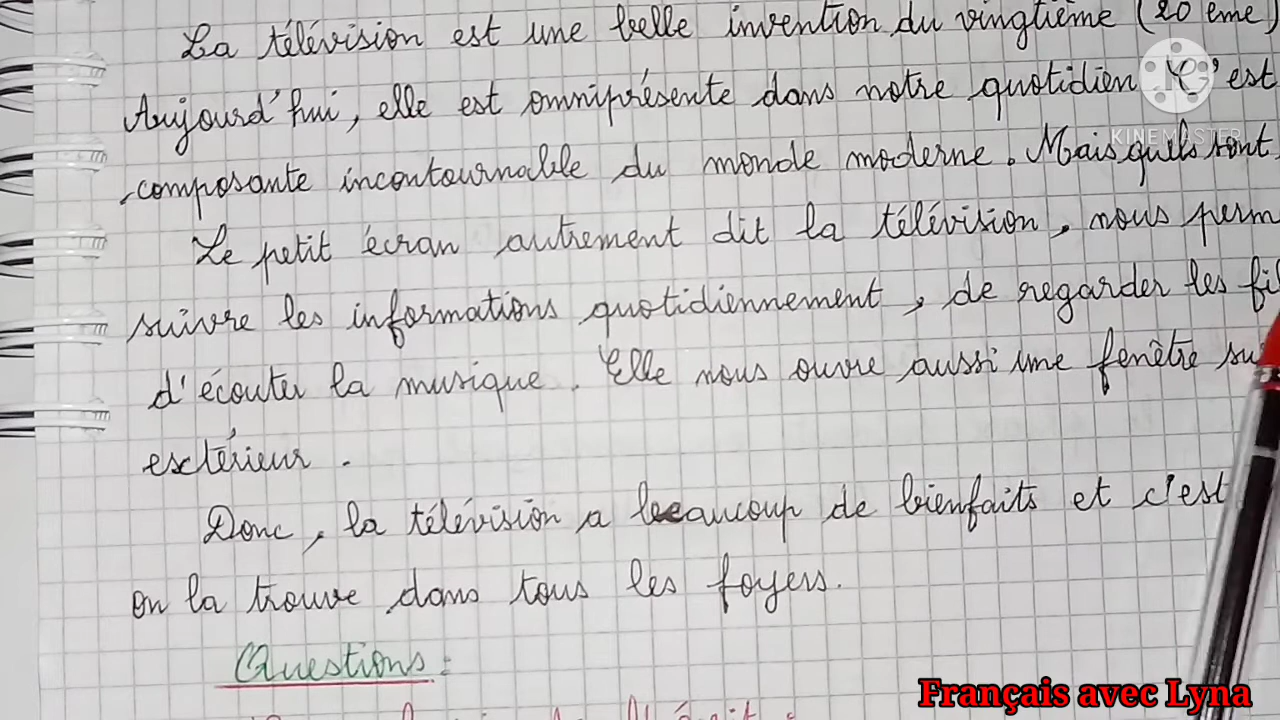 La télévision est une belle invention du vingtième (20 ème)
Aujourd'hui, elle est omniprésente dans notre quotidien. C'est
KINEMASTER
composante incontournable du monde moderne. Mais quels sont
Le petit écran autrement dit la télévision, nous perm
suivre les informations quotidiennement, de regarder les fil
d'écouter la musique. Elle nous ouvre aussi une fenêtre su
extérieur.
Donc, la télévision a beaucoup de bienfaits et c'est
on la trouve dans tous les foyers.
Questions:
Français avec Lyna